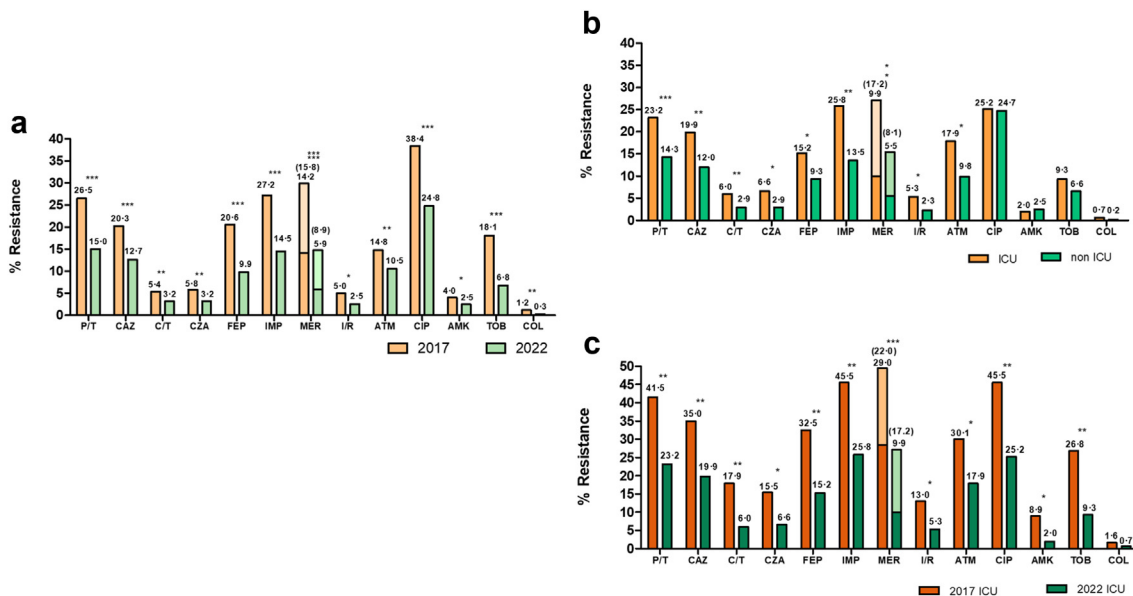 a
% Resistance
50
45
40
35
30
25
20
15
10
5
0
26·5 *** 15·0
20·3 *** 12·7
5·4 ** 3·2
5·8 ** 3·2
20·6 *** 9·9
27·2 *** 14·5
*** *** (15·8) 14·2 (8·9) 5·9
5·0 * 2·5
14·8 ** 10·5
38·4 *** 24·8
4·0 * 2·5
18·1 *** 6·8
1·2 ** 0·3
P/T CAZ C/T CZA FEP IMP MER I/R ATM CIP AMK TOB COL
2017 2022
b
% Resistance
40
35
30
25
20
15
10
5
0
23·2 *** 14·3
19·9 ** 12·0
6·0 ** 2·9
6·6 * 2·9
15·2 * 9·3
25·8 ** 13·5
* * (17·2) 9·9 (8·1) 5·5
5·3 * 2·3
17·9 * 9·8
25·2 24·7
2·0 2·5
9·3 6·6
0·7 0·2
P/T CAZ C/T CZA FEP IMP MER I/R ATM CIP AMK TOB COL
ICU non ICU
c
% Resistance
50
45
40
35
30
25
20
15
10
5
0
41·5 ** 23·2
35·0 ** 19·9
17·9 ** 6·0
15·5 * 6·6
32·5 ** 15·2
45·5 ** 25·8
*** (22·0) 29·0 (17.2) 9·9
13·0 * 5·3
30·1 * 17·9
45·5 ** 25·2
8·9 * 2·0
26·8 ** 9·3
1·6 0·7
P/T CAZ C/T CZA FEP IMP MER I/R ATM CIP AMK TOB COL
2017 ICU 2022 ICU